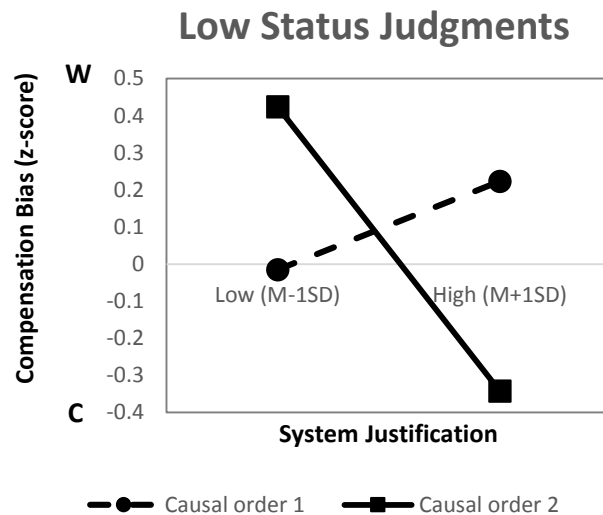 Low Status Judgments
W
0.5
0.4
0.3
0.2
0.1
0
-0.1
-0.2
-0.3
-0.4
C
Compensation Bias (z-score)
Low (M-1SD)
High (M+1SD)
System Justification
Causal order 1
Causal order 2